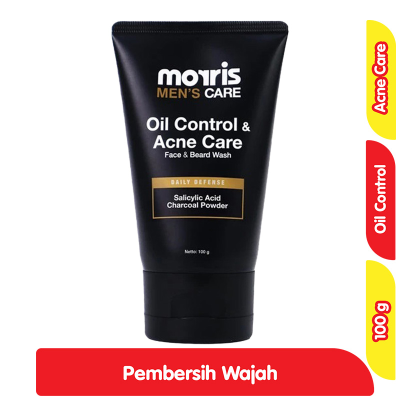 morris
MEN'S CARE
Oil Control &
Acne Care
Face & Beard Wash
DAILY DEFENSE
Salicylic Acid
Charcoal Powder
Netto: 100 g
Acne Care
Oil Control
100 g
Pembersih Wajah